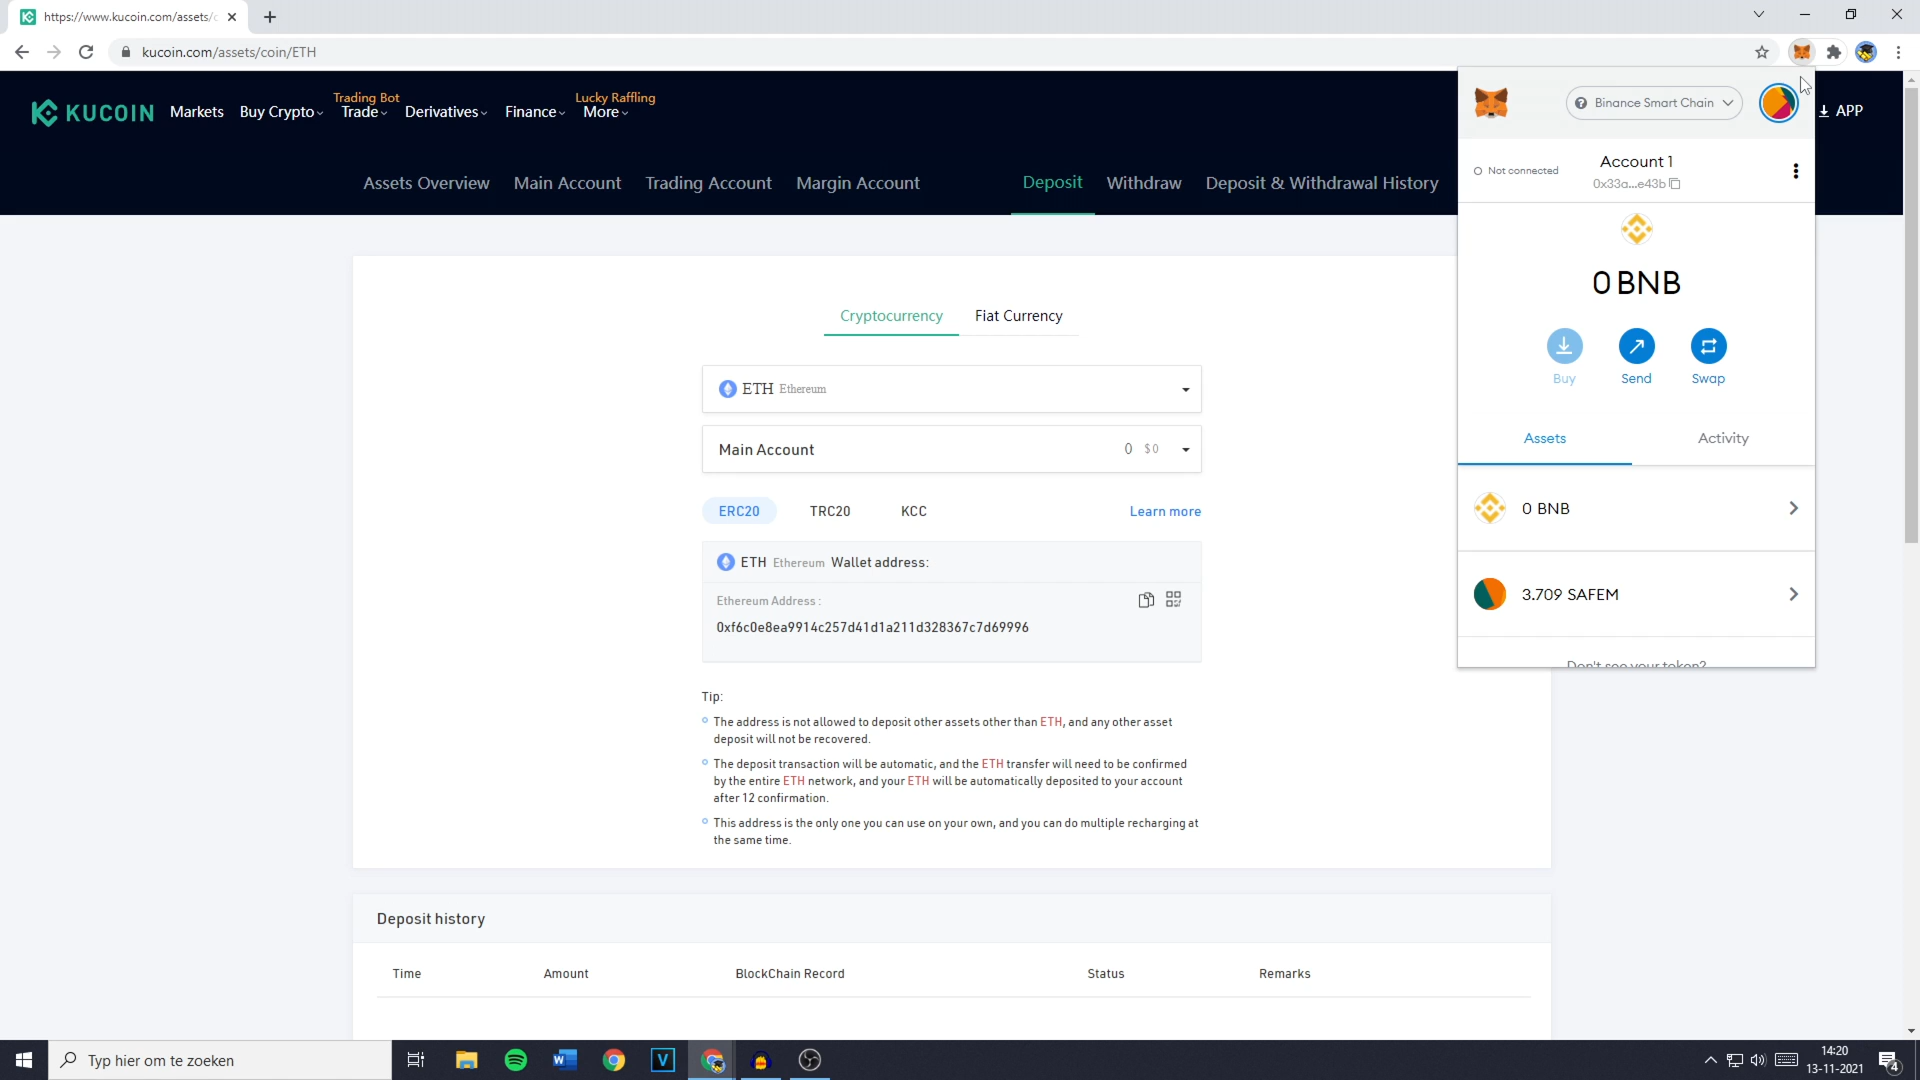 https://www.kucoin.com/assets/c
kucoin.com/assets/coin/ETH
KUCOIN
Markets
Buy Crypto
Trading Bot
Trade
Derivatives
Finance
Lucky Raffling
More
APP
Assets Overview
Main Account
Trading Account
Margin Account
Deposit
Withdraw
Deposit & Withdrawal History
Binance Smart Chain
Not connected
Account 1
0x33a...e43b
0 BNB
Buy
Send
Swap
Assets
Activity
0 BNB
3.709 SAFEM
Don't see your token?
Cryptocurrency
Fiat Currency
ETH Ethereum
Main Account
0 $0
ERC20
TRC20
KCC
Learn more
ETH Ethereum Wallet address:
Ethereum Address :
0xf6c0e8ea9914c257d41d1a211d328367c7d69996
Tip:
The address is not allowed to deposit other assets other than ETH, and any other asset
deposit will not be recovered.
The deposit transaction will be automatic, and the ETH transfer will need to be confirmed
by the entire ETH network, and your ETH will be automatically deposited to your account
after 12 confirmation.
This address is the only one you can use on your own, and you can do multiple recharging at
the same time.
Deposit history
Time
Amount
BlockChain Record
Status
Remarks
Typ hier om te zoeken
14:20
13-11-2021
4